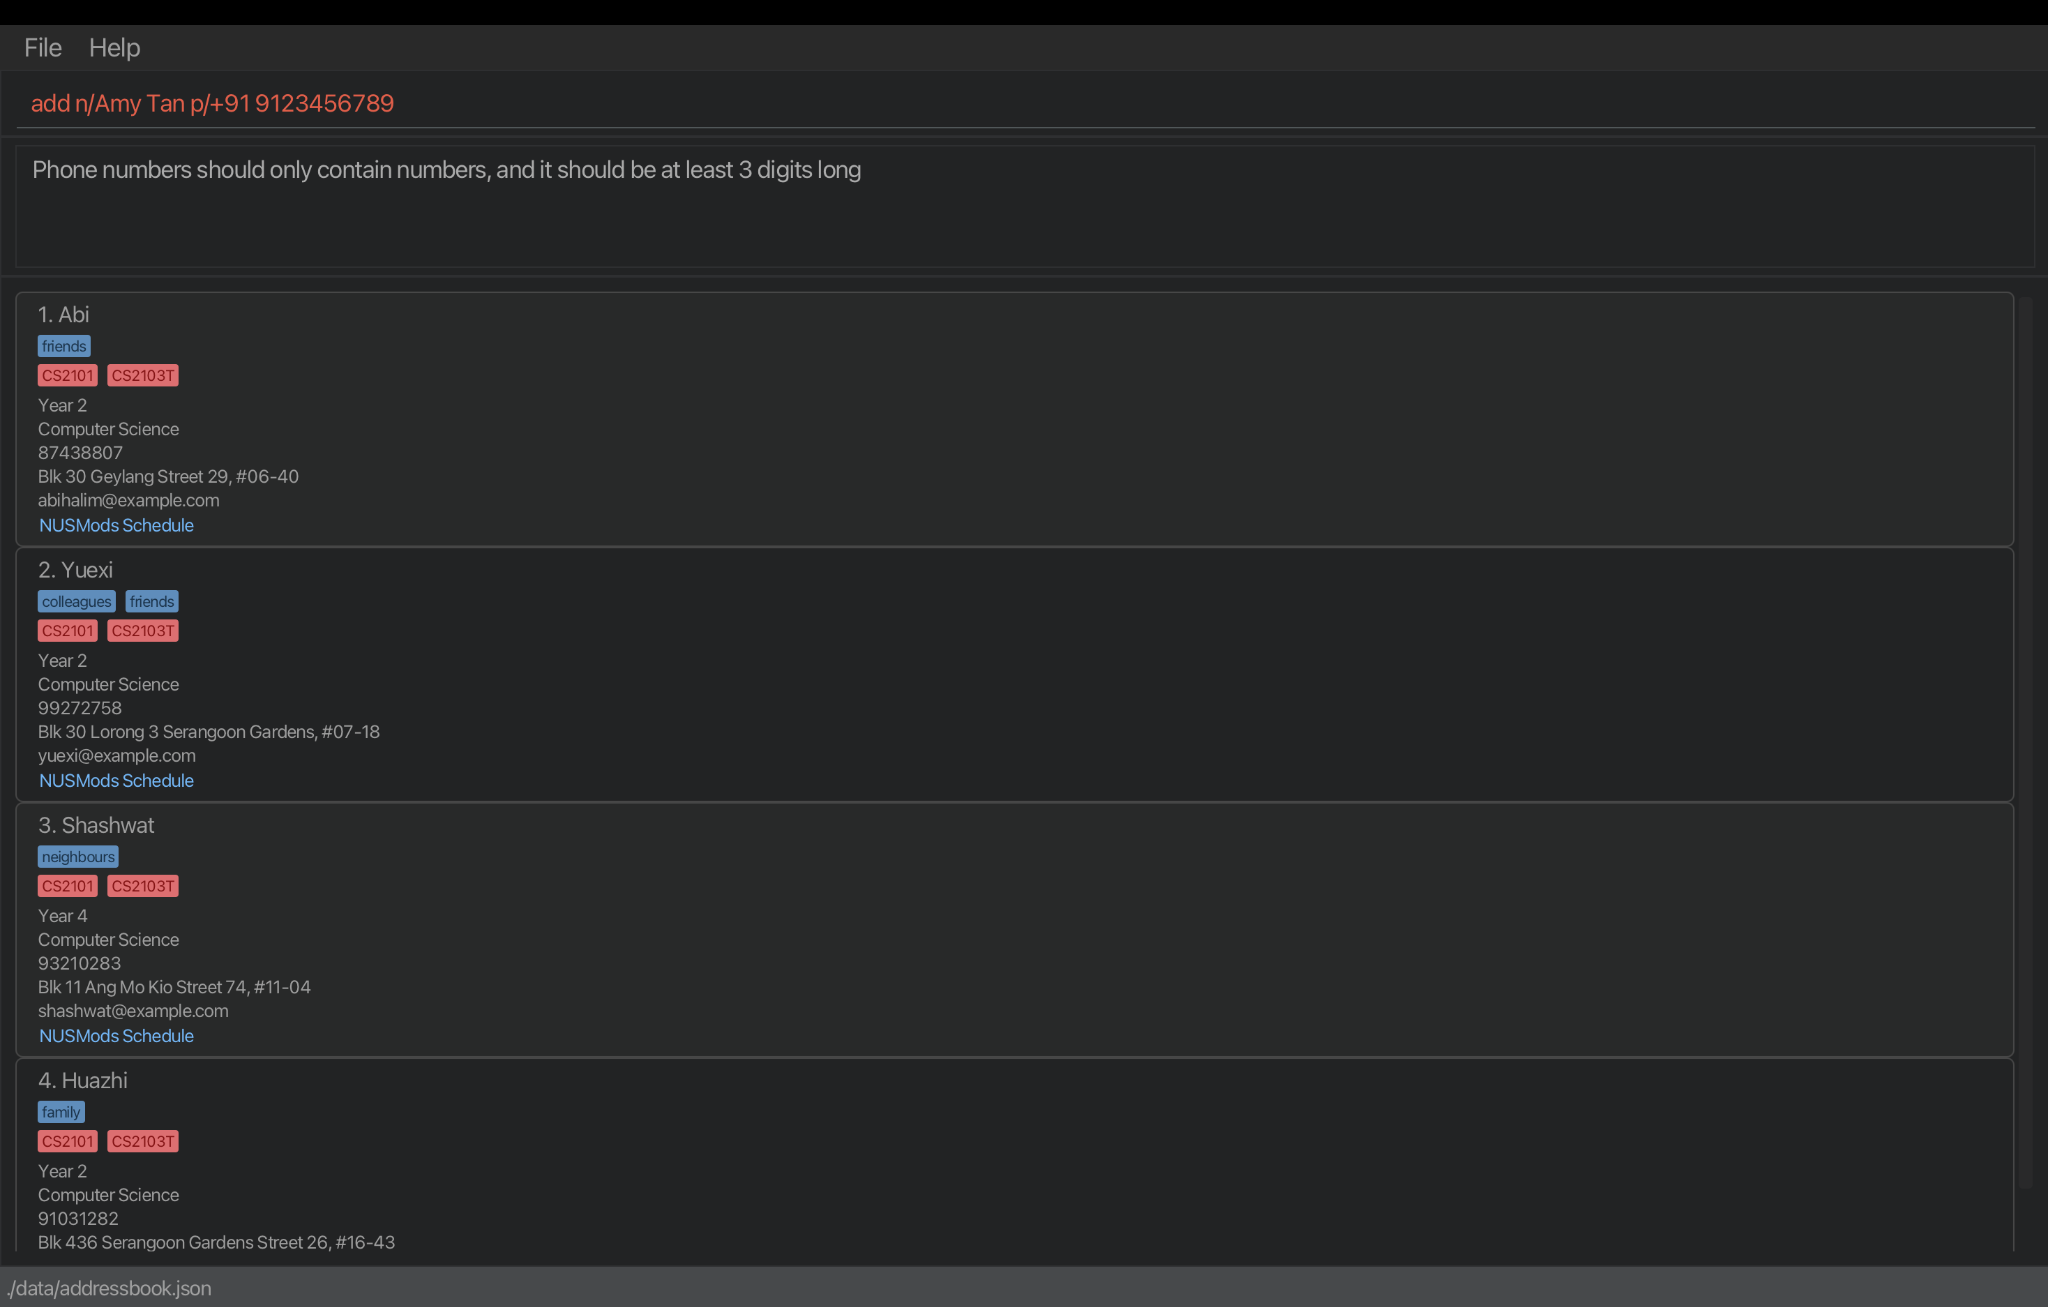 File Help
add n/Amy Tan p/+91 9123456789
Phone numbers should only contain numbers, and it should be at least 3 digits long
1. Abi
friends
CS2101 CS2103T
Year 2
Computer Science
87438807
Blk 30 Geylang Street 29, #06-40
abihalim@example.com
NUSMods Schedule
2. Yuexi
colleagues friends
CS2101 CS2103T
Year 2
Computer Science
99272758
Blk 30 Lorong 3 Serangoon Gardens, #07-18
yuexi@example.com
NUSMods Schedule
3. Shashwat
neighbours
CS2101 CS2103T
Year 4
Computer Science
93210283
Blk 11 Ang Mo Kio Street 74, #11-04
shashwat@example.com
NUSMods Schedule
4. Huazhi
family
CS2101 CS2103T
Year 2
Computer Science
91031282
Blk 436 Serangoon Gardens Street 26, #16-43
./data/addressbook.json